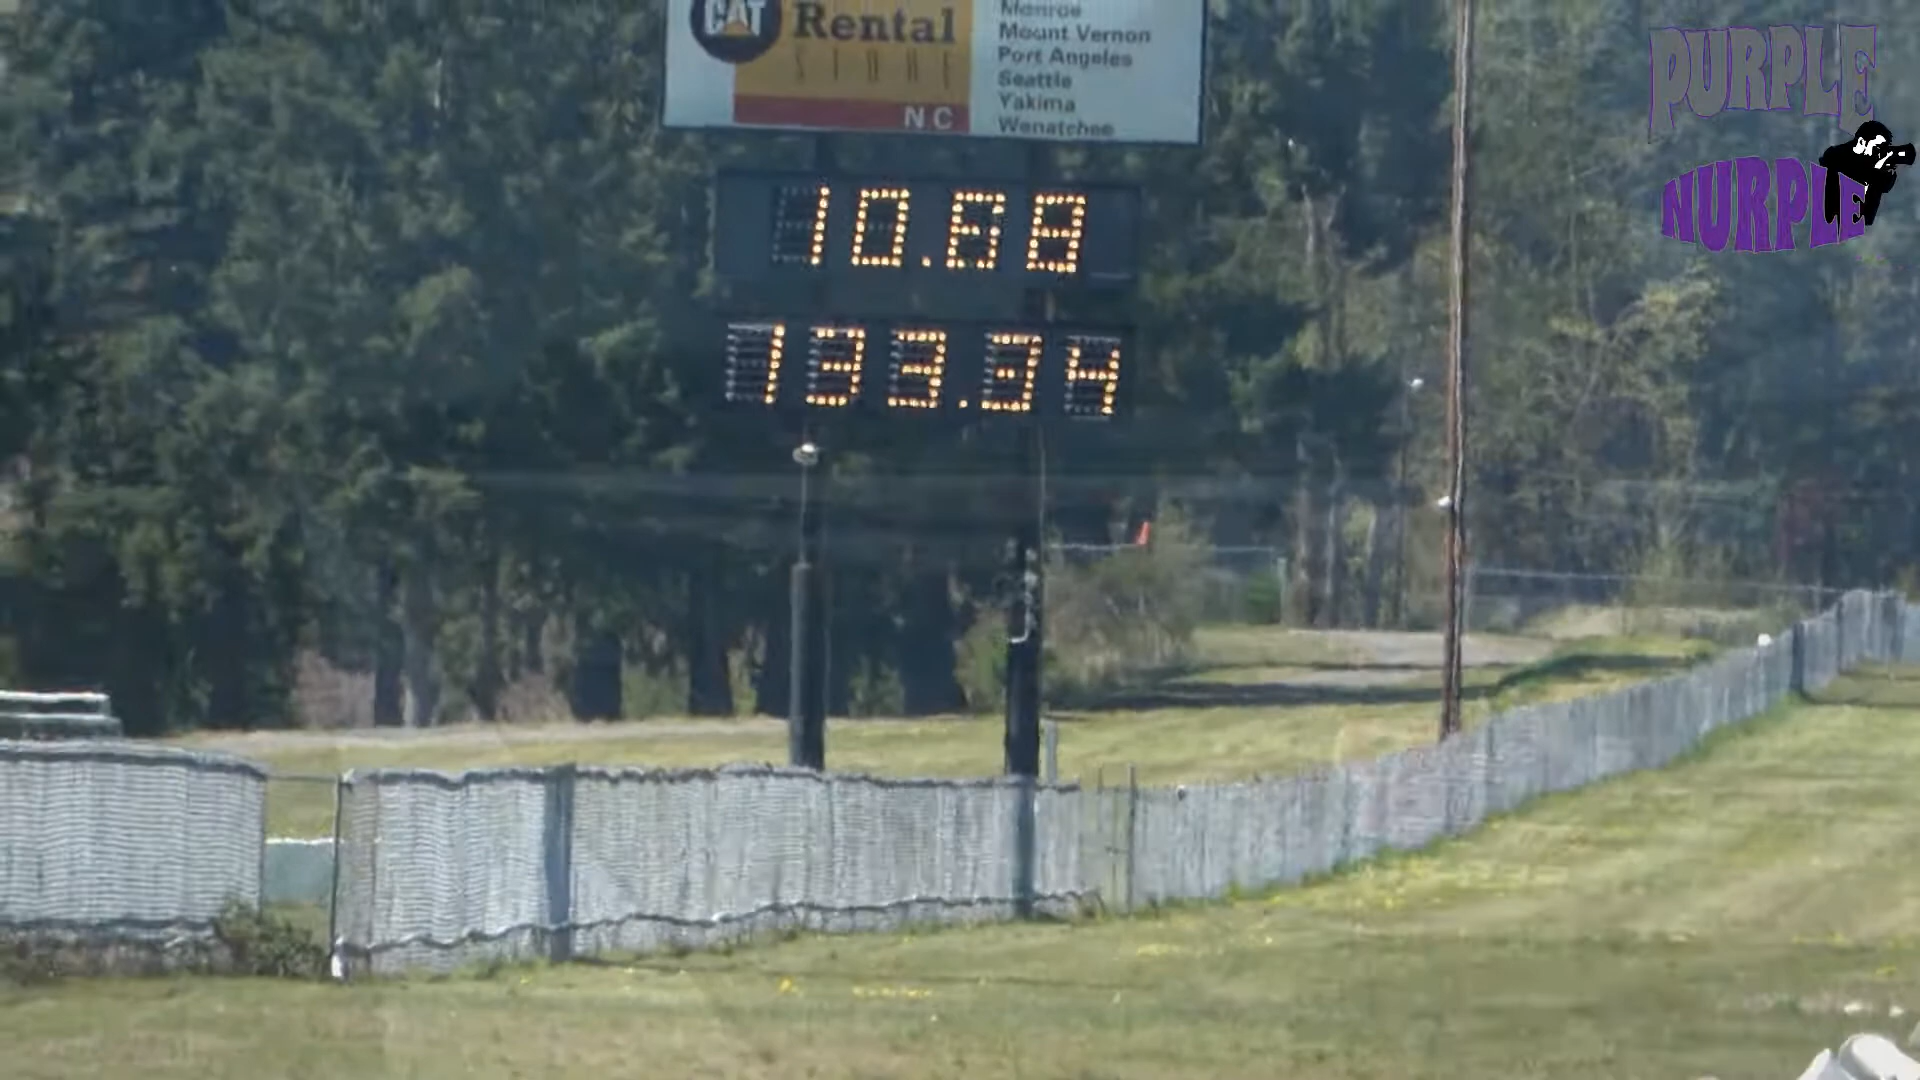 CAT Rental
STORE
NC
Monroe
Mount Vernon
Port Angeles
Seattle
Yakima
Wenatchee
10.68
133.34
PURPLE
NURPLE